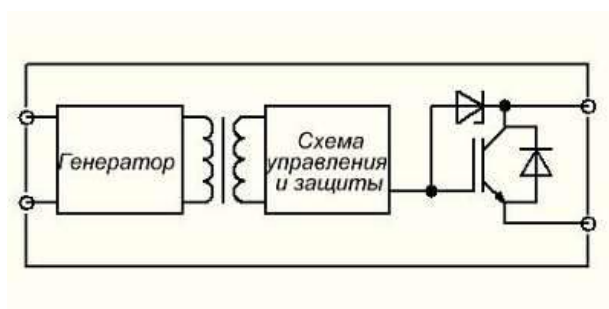 Генератор
Схема
управления
и защиты